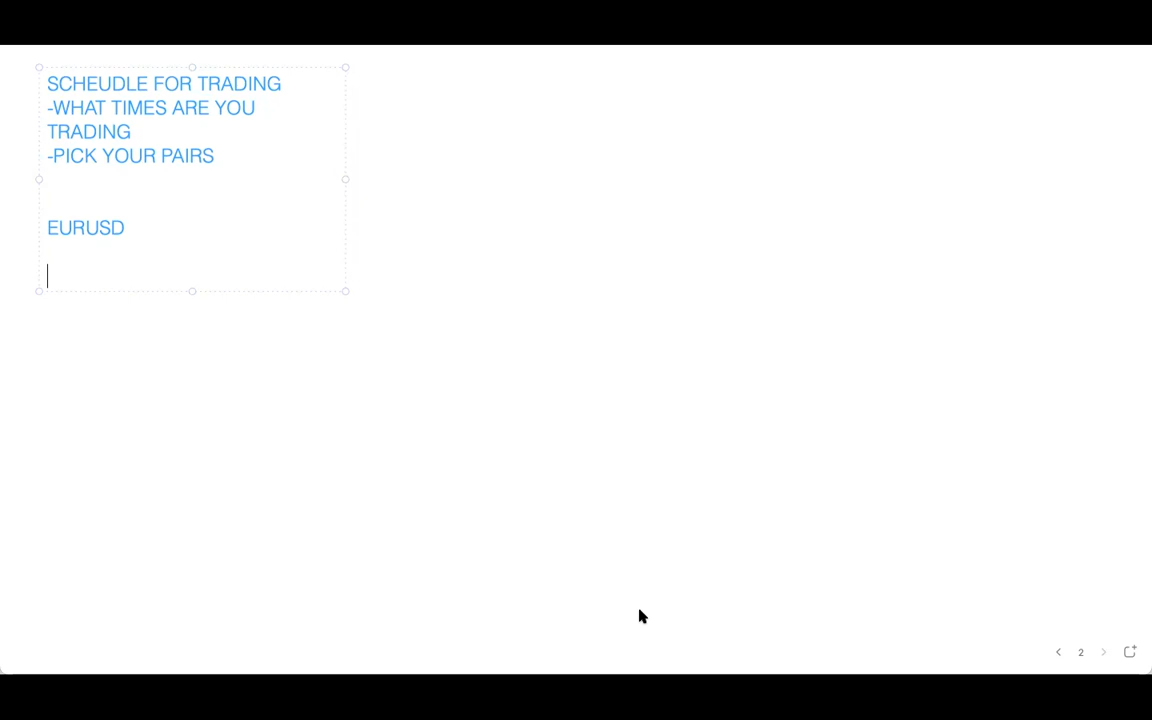 SCHEUDLE FOR TRADING
-WHAT TIMES ARE YOU
TRADING
-PICK YOUR PAIRS
EURUSD
2